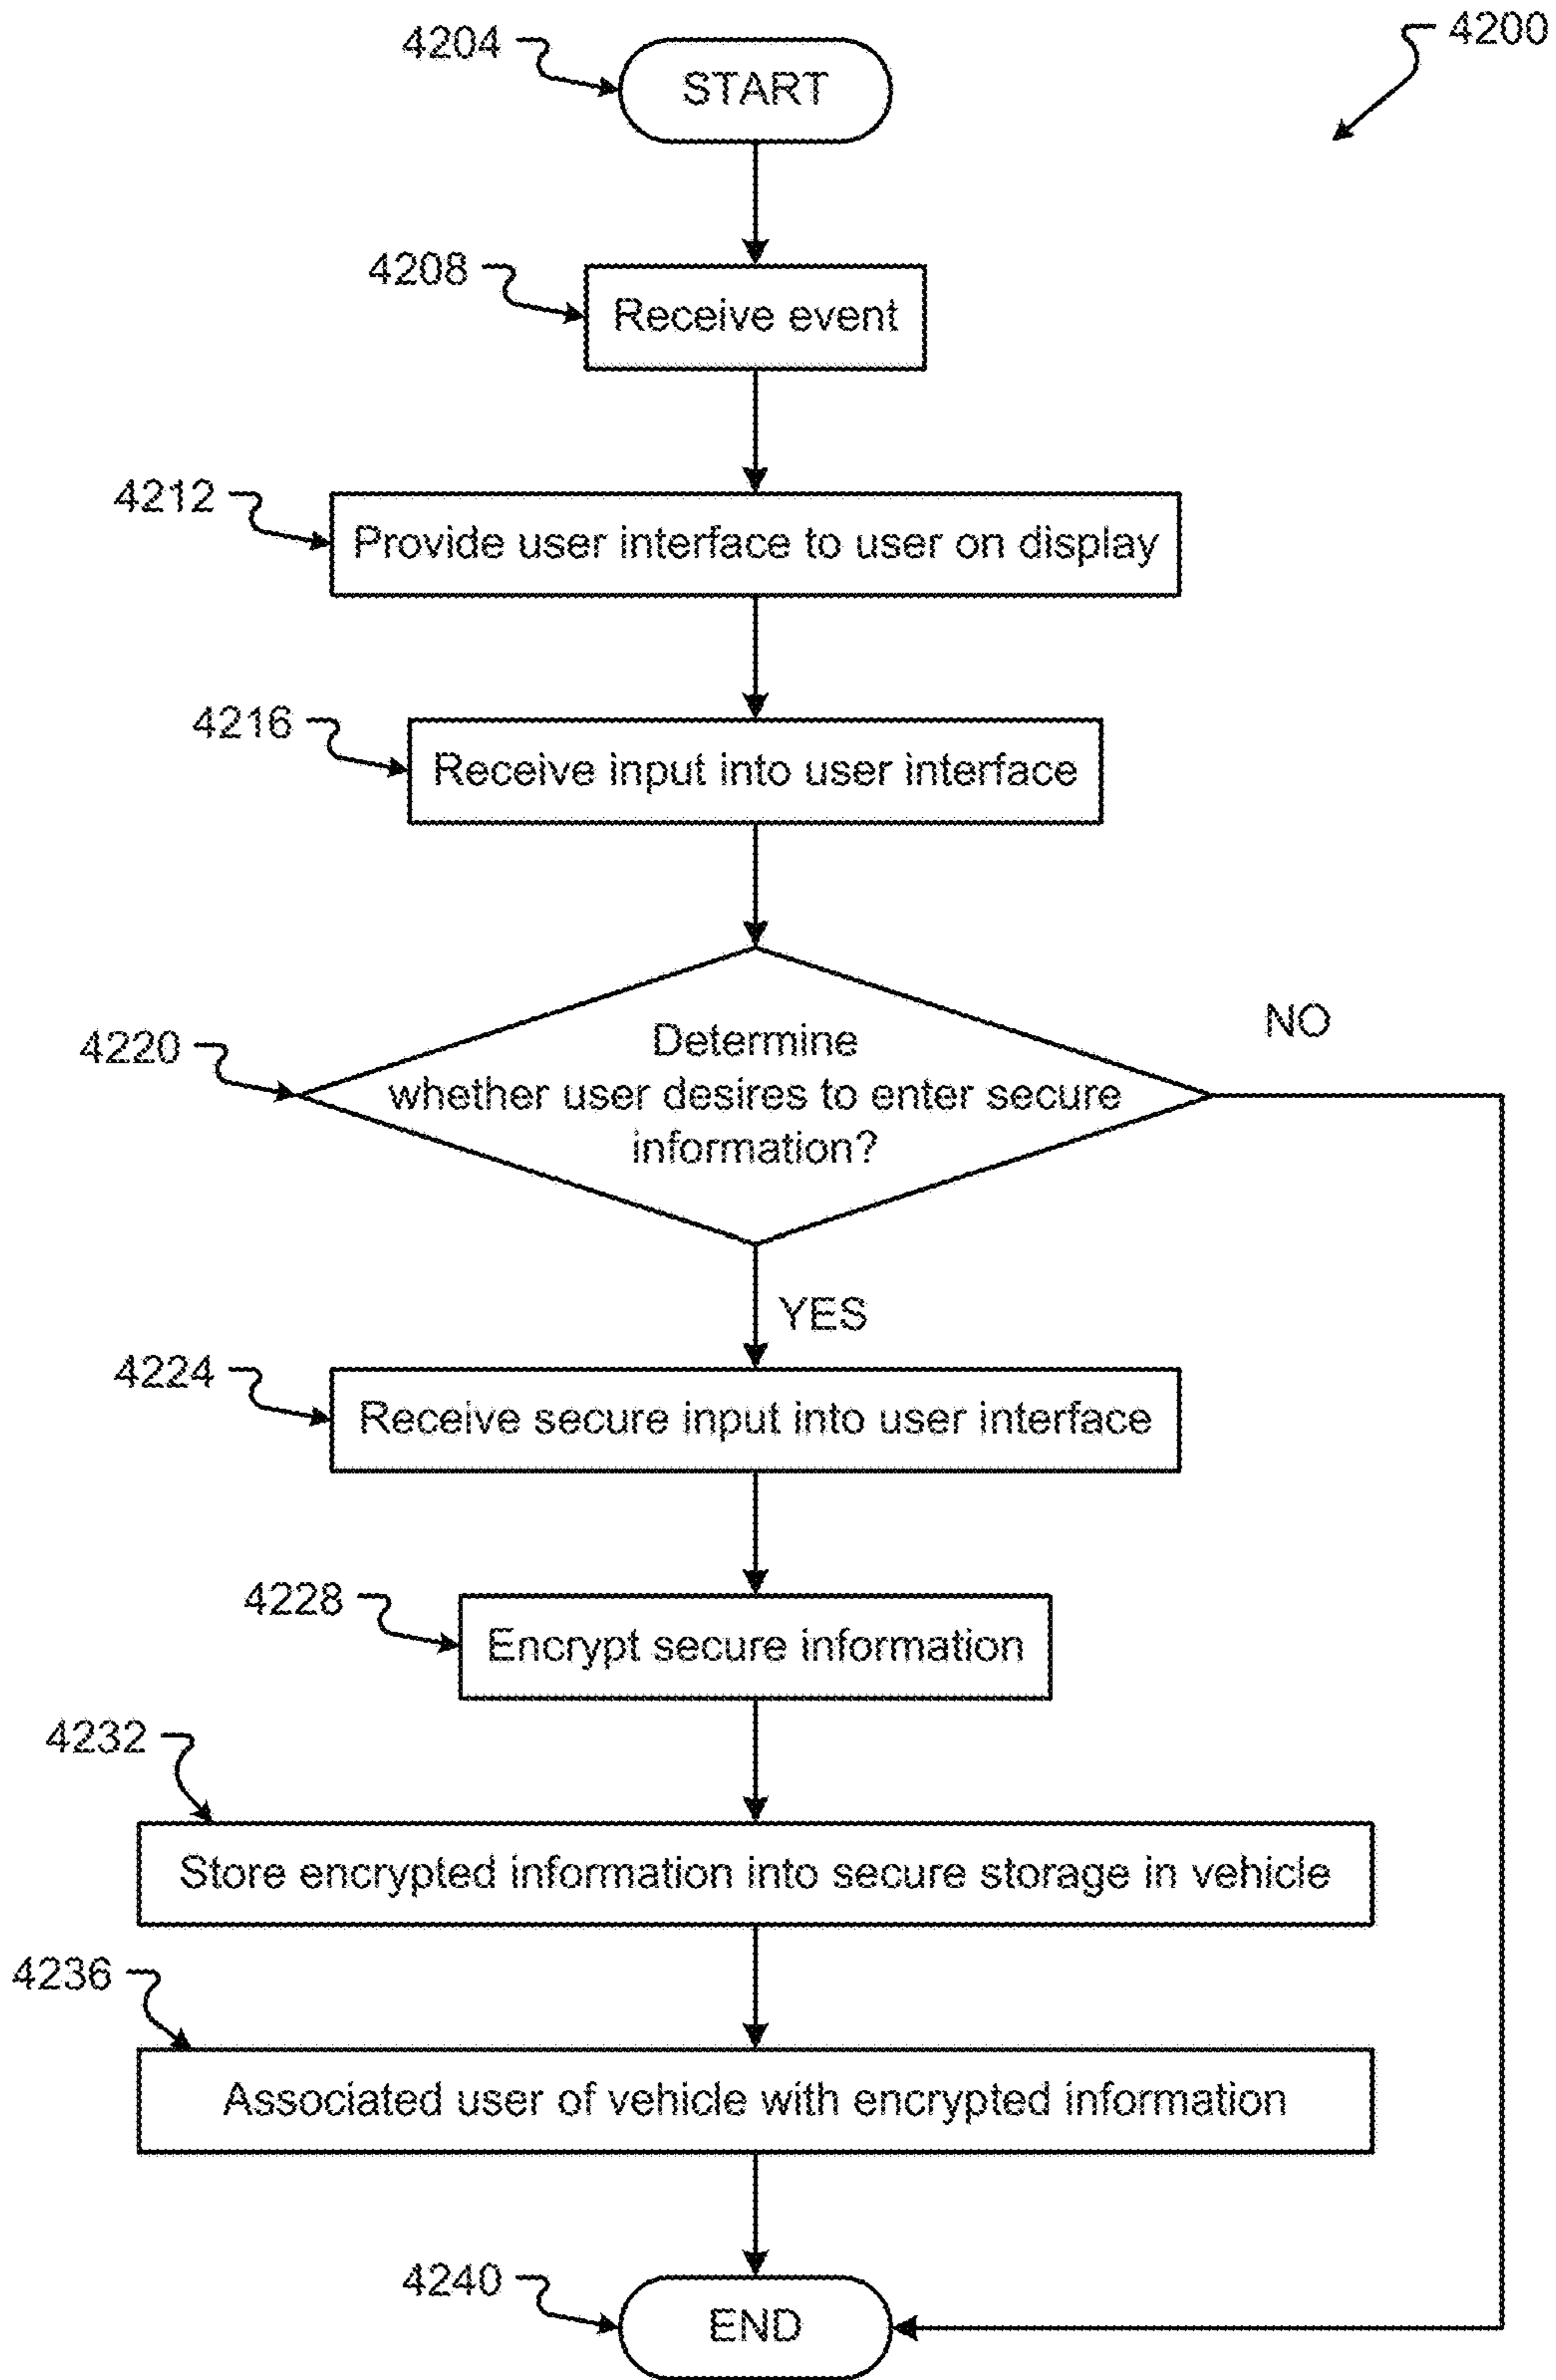 4200
4204
START
4208
Receive event
4212
Provide user interface to user on display
4216
Receive input into user interface
4220
Determine
whether user desires to enter secure
information?
NO
YES
4224
Receive secure input into user interface
4228
Encrypt secure information
4232
Store encrypted information into secure storage in vehicle
4236
Associated user of vehicle with encrypted information
4240
END